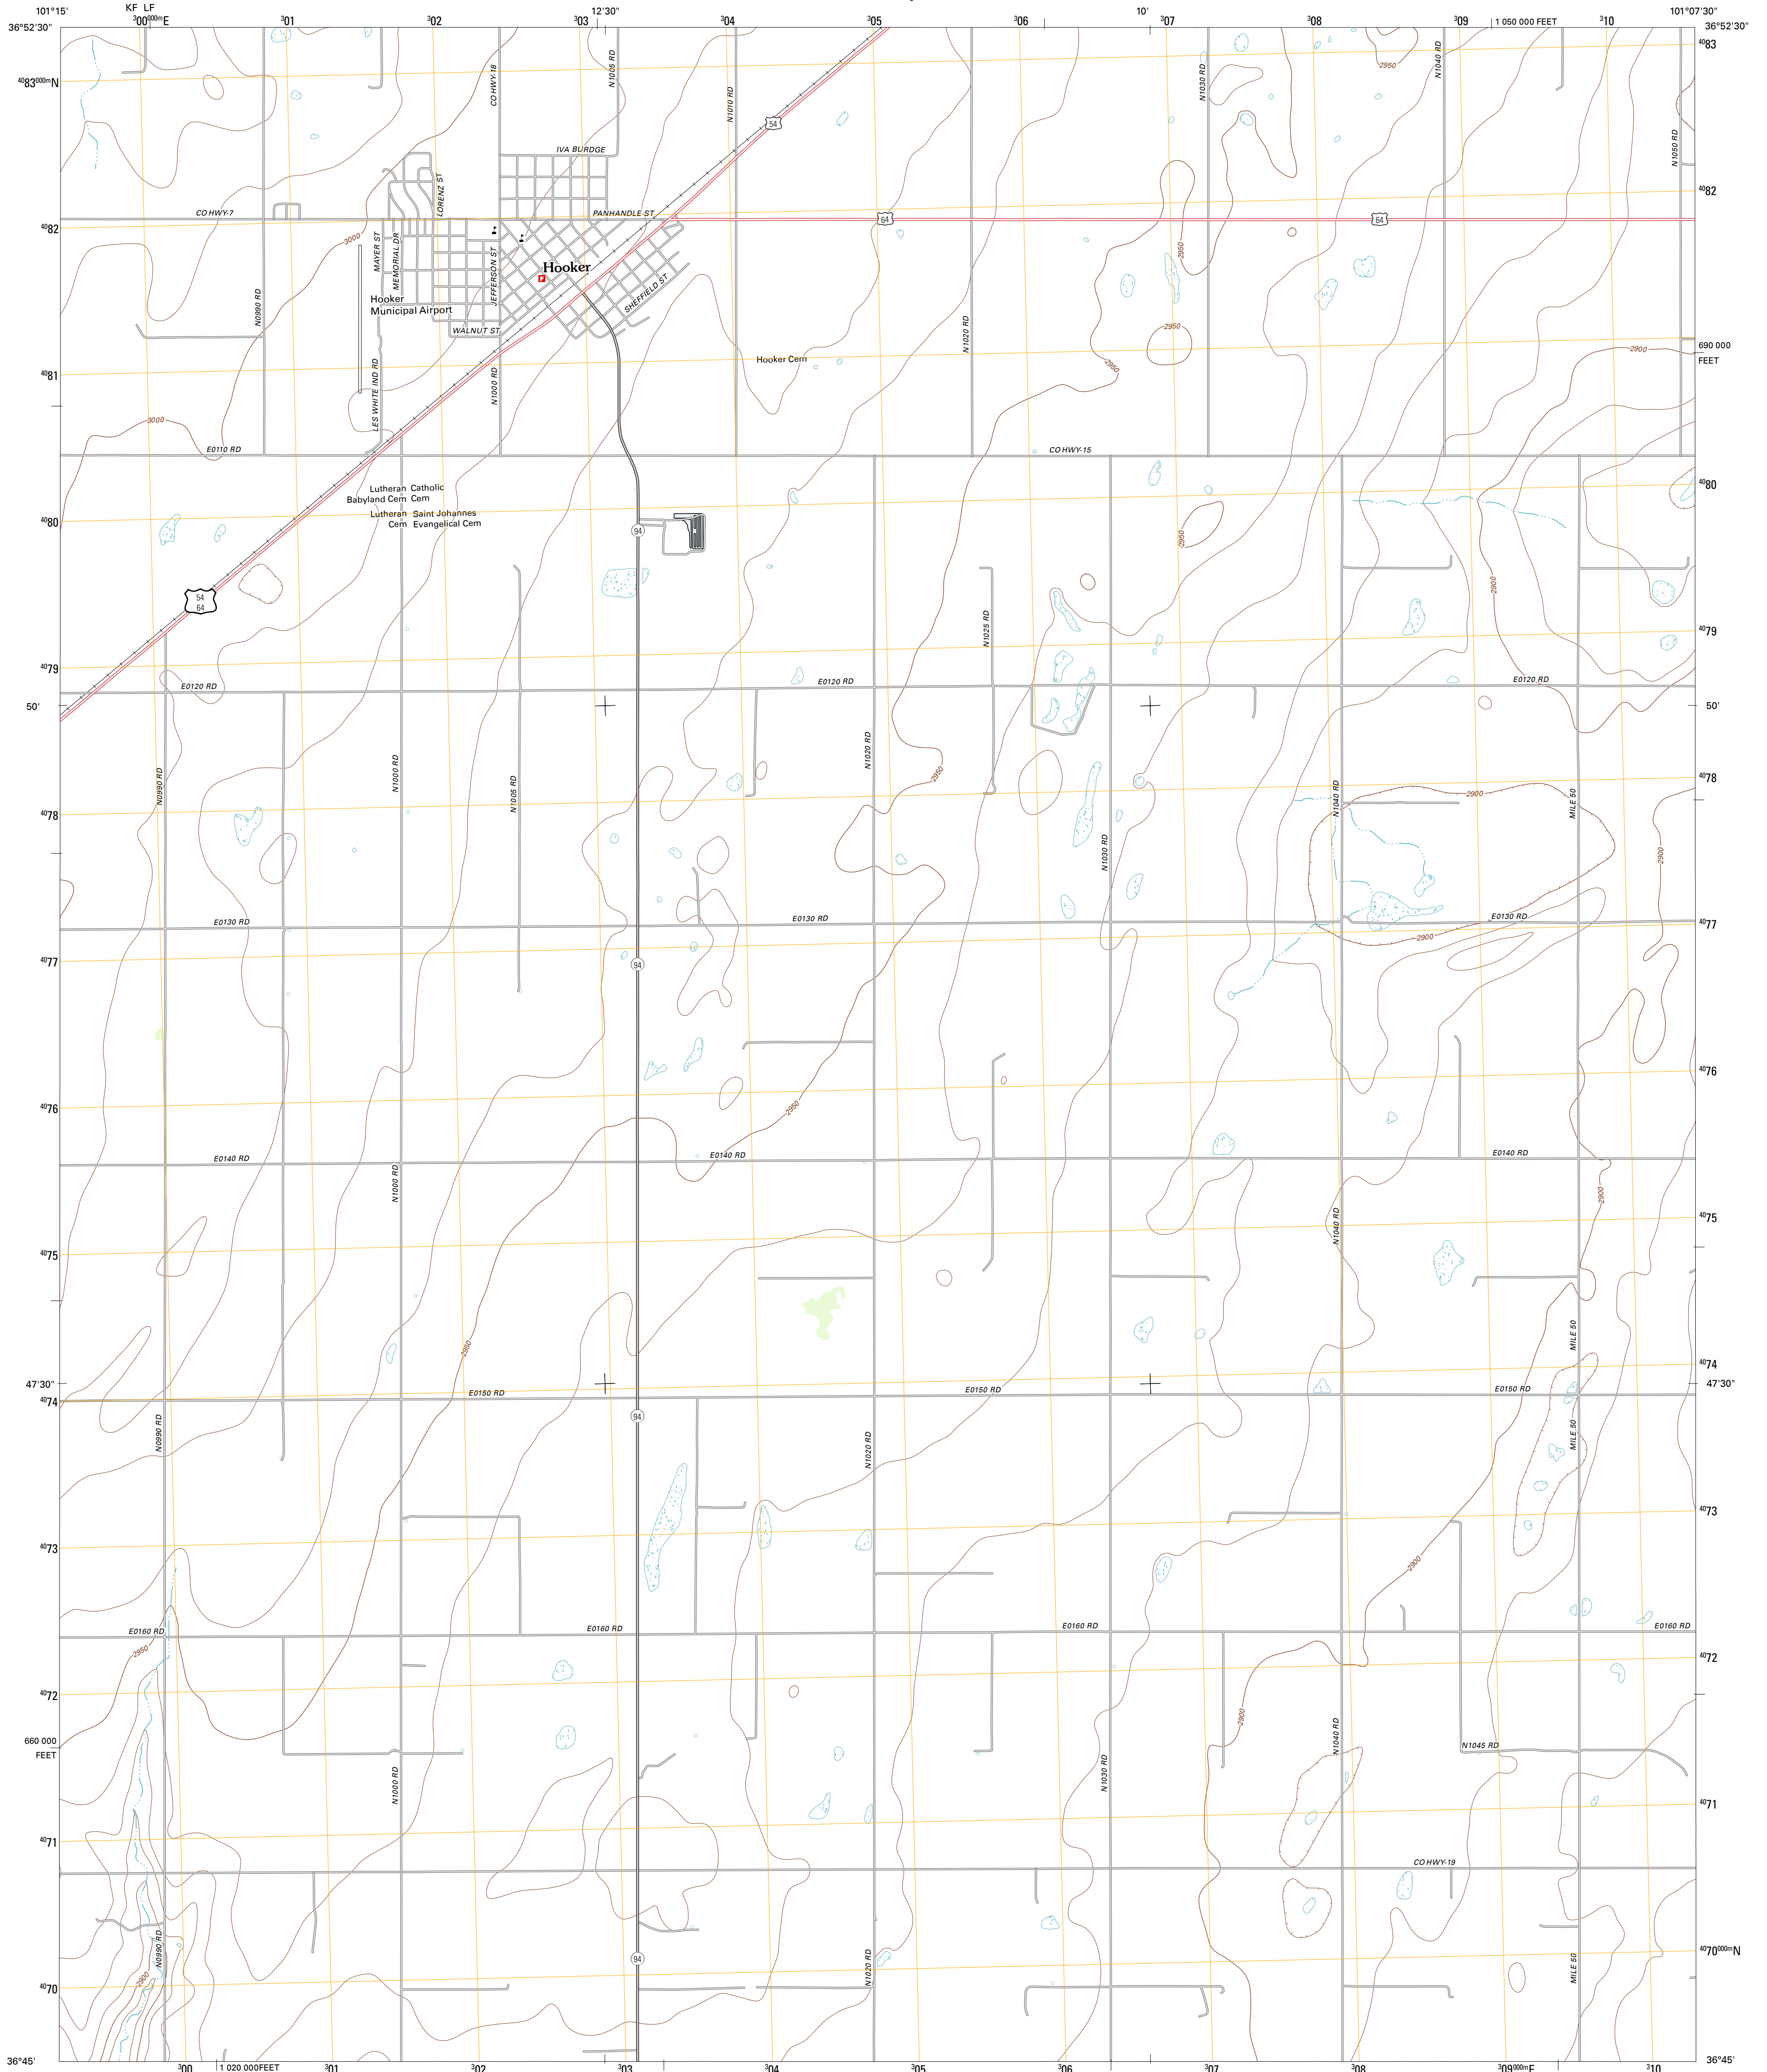 KF LF
101°15' 300000mE 301 303 12'30" 304 305 306 10' 307 308 309 1 050 000 FEET 310 101°07'30"
36°52'30" 36°52'30"
4083000mN 4083
CO HWY-18 N1005 RD N1010 RD N1030 RD N1040 RD 2950
54
N1050 RD
IVA BURDGE
LORENZ ST
4082
CO HWY-7 PANHANDLE ST 64 64
4082
3000 MAYER ST MEMORIAL DR JEFFERSON ST 2950
Hooker
F
SHEFFIELD ST
Hooker
Municipal Airport
N0990 RD WALNUT ST N1020 RD 2950
690 000
FEET
2900
Hooker Cem 2950
4081
LES WHITE IND RD N1000 RD
3000
E0110 RD CO HWY-15
4080
Lutheran Catholic
Babyland Cem Cem
Lutheran Saint Johannes
Cem Evangelical Cem
4080
94 2950
2900
54
64
N1025 RD
4079
4079
E0120 RD E0120 RD E0120 RD
50' 50'
N0990 RD N1000 RD N1005 RD N1020 RD 2950
4078
N1040 RD 2900 MILE 50
4078
N1030 RD 2900
E0130 RD E0130 RD E0130 RD
4077
2900
4077
94
4076
4076
2950
E0140 RD E0140 RD E0140 RD
N1000 RD 2900
4075
N1040 RD
4075
2950 MILE 50
4074
47'30" 47'30"
4074
E0150 RD E0150 RD E0150 RD
94
N0990 RD N1020 RD MILE 50
4073
4073
2900
E0160 RD E0160 RD E0160 RD E0160 RD
2950
4072
4072
660 000
FEET
2900 N1040 RD
N1045 RD
N1000 RD N1030 RD
4071
4071
CO HWY-19
N0990 RD 94 N1020 RD MILE 50
4070000mN
2900
4070
36°45' 36°45'
300 1 020 000FEET 301 302 303 304 305 306 307 308 309000mE 310